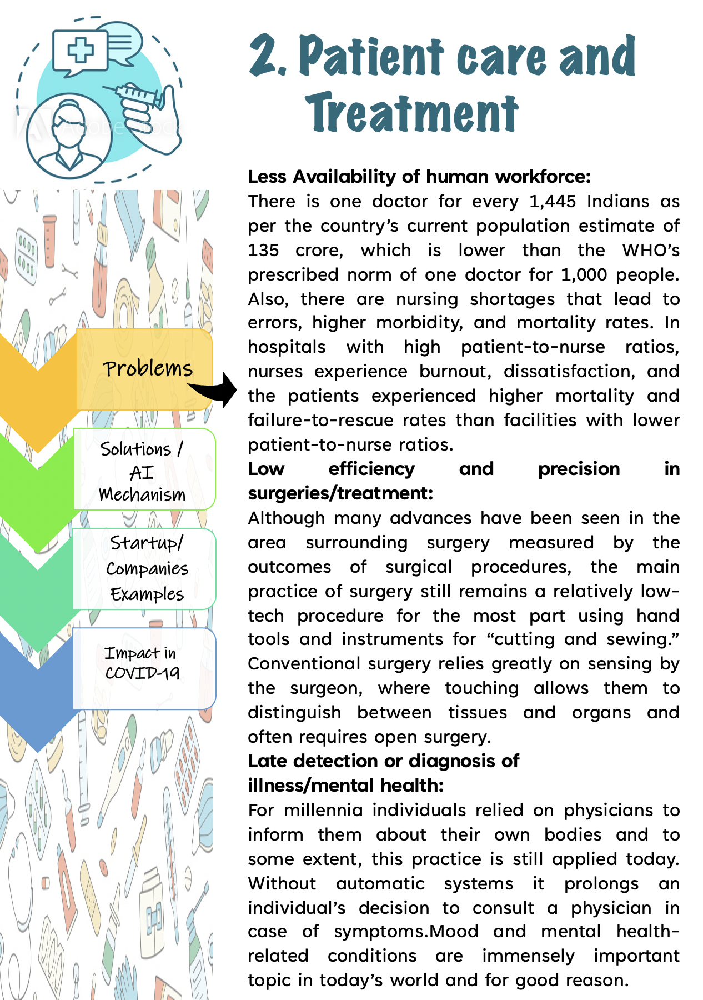 Adobe Stock
2. Patient care and
Treatment
Less Availability of human workforce:
There is one doctor for every 1,445 Indians as
per the country’s current population estimate of
135 crore, which is lower than the WHO’s
prescribed norm of one doctor for 1,000 people.
Also, there are nursing shortages that lead to
errors, higher morbidity, and mortality rates. In
hospitals with high patient-to-nurse ratios,
nurses experience burnout, dissatisfaction, and
the patients experienced higher mortality and
failure-to-rescue rates than facilities with lower
patient-to-nurse ratios.
Low efficiency and precision in
surgeries/treatment:
Although many advances have been seen in the
area surrounding surgery measured by the
outcomes of surgical procedures, the main
practice of surgery still remains a relatively low-
tech procedure for the most part using hand
tools and instruments for “cutting and sewing.”
Conventional surgery relies greatly on sensing by
the surgeon, where touching allows them to
distinguish between tissues and organs and
often requires open surgery.
Late detection or diagnosis of
illness/mental health:
For millennia individuals relied on physicians to
inform them about their own bodies and to
some extent, this practice is still applied today.
Without automatic systems it prolongs an
individual’s decision to consult a physician in
case of symptoms.Mood and mental health-
related conditions are immensely important
topic in today’s world and for good reason.
Problems
Solutions /
AI
Mechanism
Startup/
Companies
Examples
Impact in
COVID-19